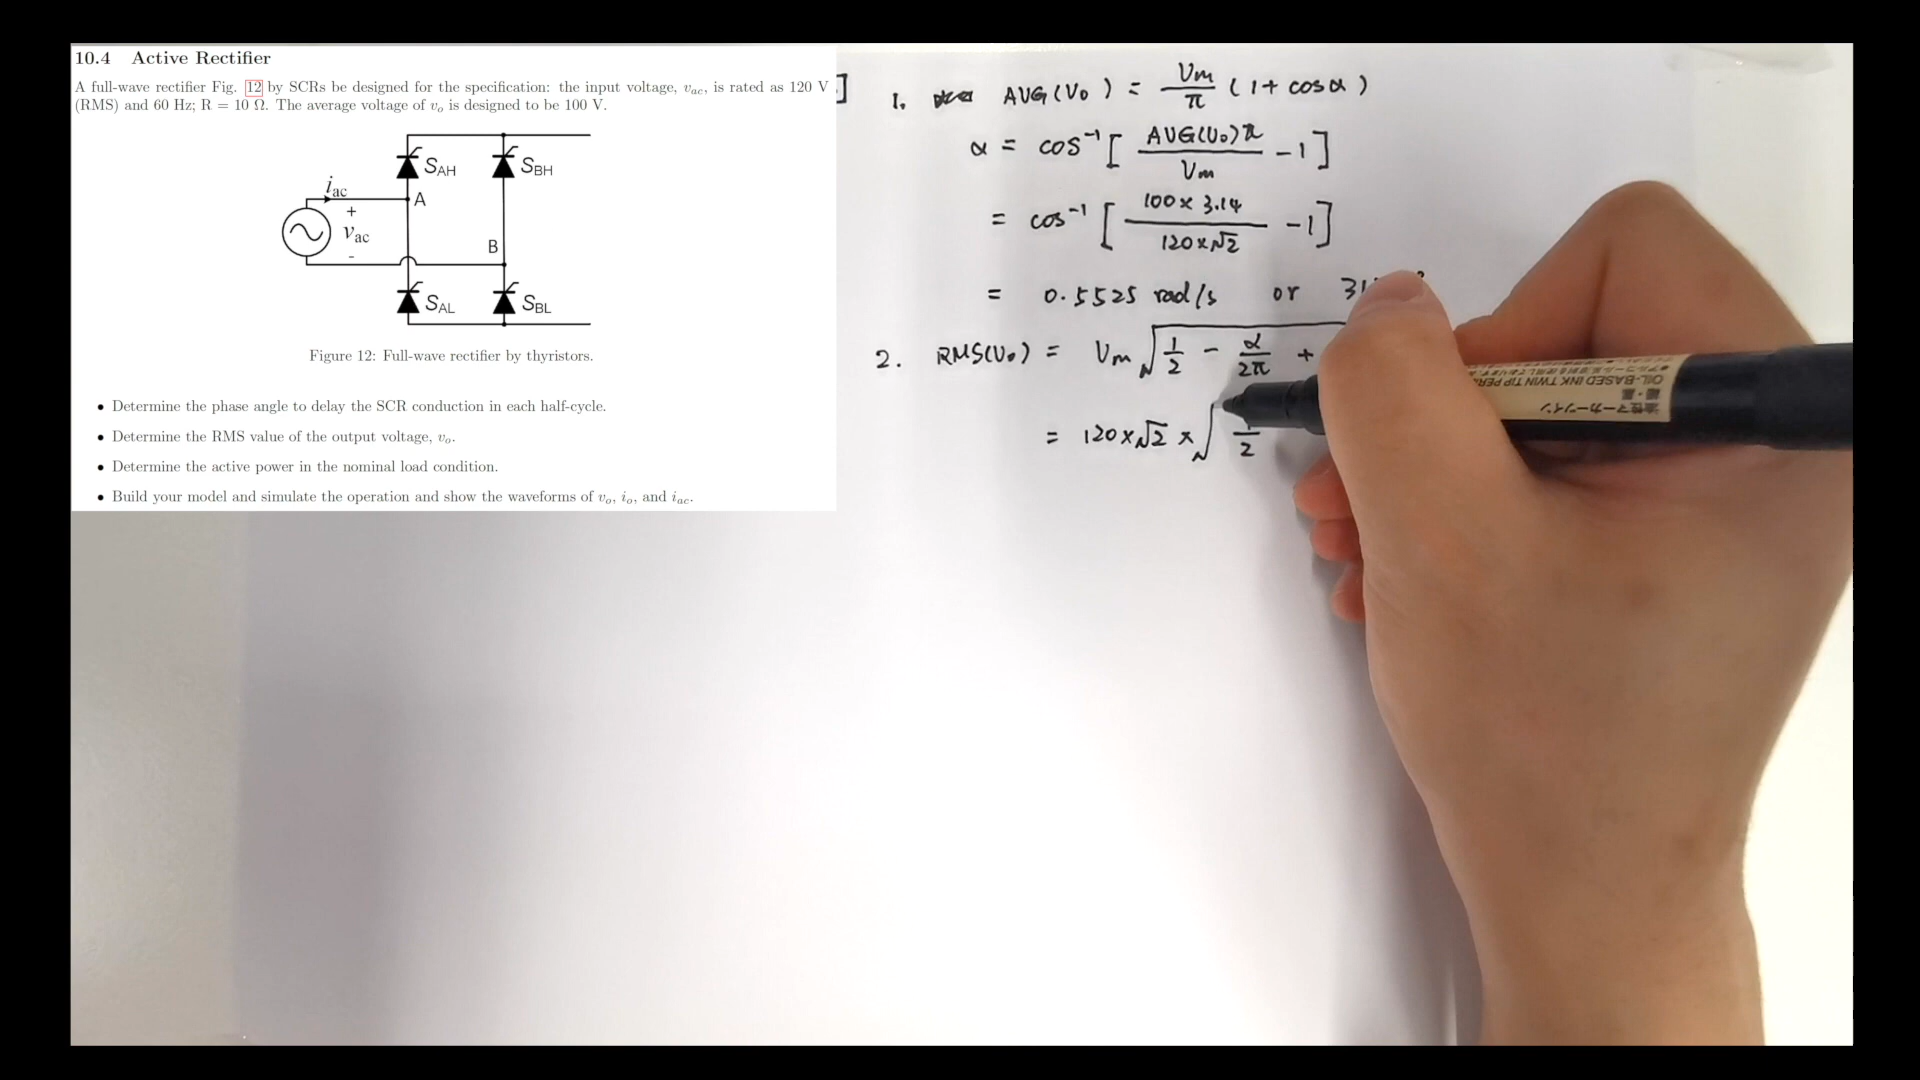 10.4 Active Rectifier
A full-wave rectifier Fig. 12 by SCRs be designed for the specification: the input voltage, vac, is rated as 120 V
(RMS) and 60 Hz; R = 10 Ω. The average voltage of vo is designed to be 100 V.
SAH
SBH
iac
A
+
vac
B
-
SAL
SBL
Figure 12: Full-wave rectifier by thyristors.
• Determine the phase angle to delay the SCR conduction in each half-cycle.
• Determine the RMS value of the output voltage, vo.
• Determine the active power in the nominal load condition.
• Build your model and simulate the operation and show the waveforms of vo, io, and iac.
]
1. AVG(Vo) = Vm/π (1 + cosα)
α = cos⁻¹ [ AVG(Vo)π / Vm - 1 ]
= cos⁻¹ [ 100 × 3.14 / 120×√2 - 1 ]
= 0.5525 rad/s or
2. RMS(Vo) = Vm √ 1/2 - α/2π +
= 120×√2 × √ 1/2
OIL-BASED INK TWIN TIP